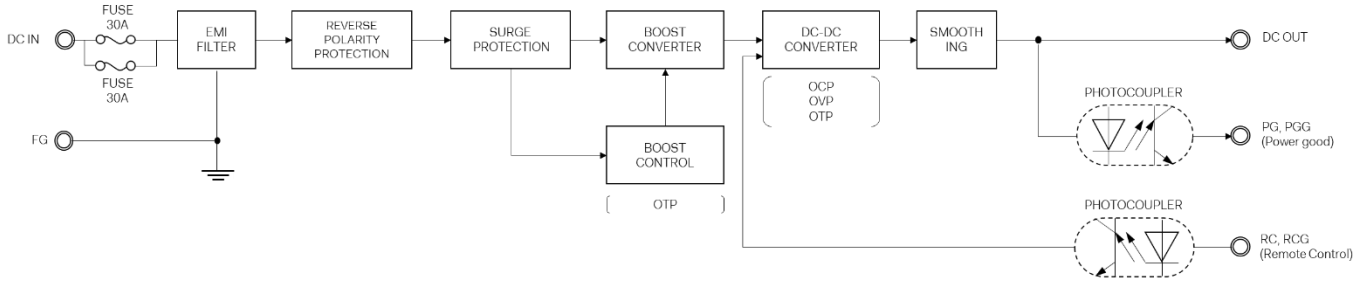 FUSE
30A
DC IN
FUSE
30A
EMI
FILTER
REVERSE
POLARITY
PROTECTION
SURGE
PROTECTION
BOOST
CONVERTER
DC-DC
CONVERTER
SMOOTH
ING
DC OUT
OCP
OVP
OTP
PHOTOCOUPLER
PG, PGG
(Power good)
FG
BOOST
CONTROL
OTP
PHOTOCOUPLER
RC, RCG
(Remote Control)